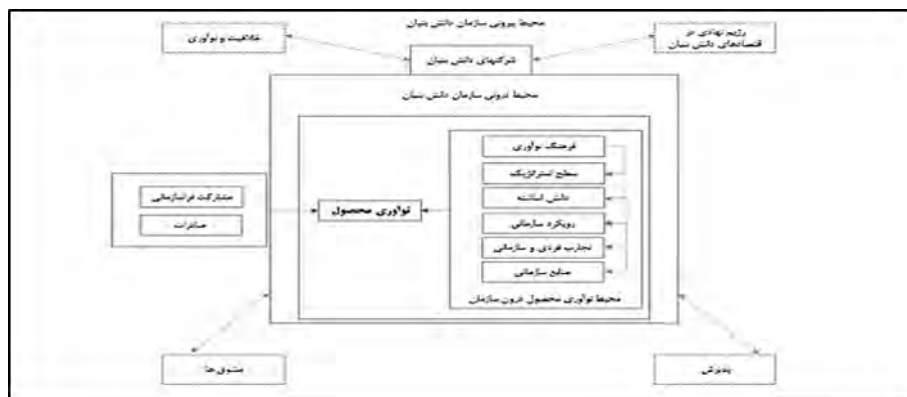 محیط بیرونی سازمان دانش بنیان
رژیم نهادی در
اقتصادهای دانش بنیان
خلاقیت و نوآوری
شرکتهای دانش بنیان
محیط درونی سازمان دانش بنیان
فرهنگ نوآوری
سطح استراتژیک
دانش انباشته
رویکرد سازمانی
تجارب فردی و سازمانی
منابع سازمانی
محیط نوآوری محصول درون سازمان
نوآوری محصول
مشارکت فراسازمانی
صادرات
پذیرش
مشوق ها